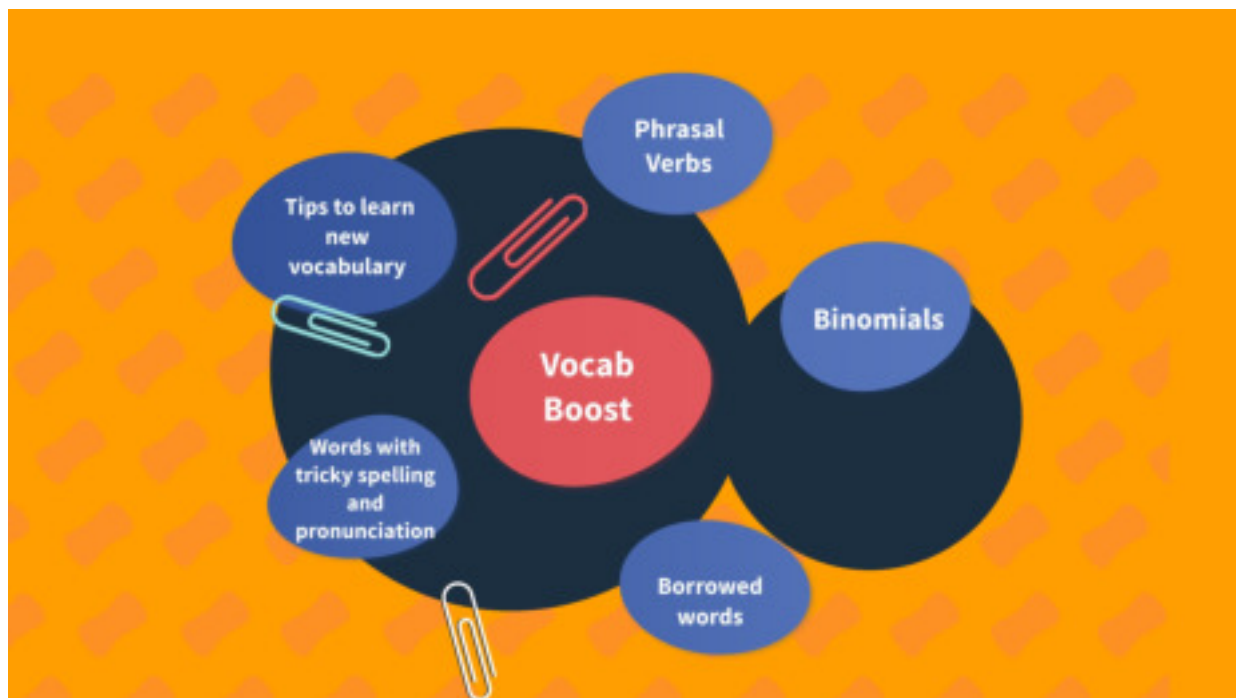 Phrasal
Verbs
Tips to learn
new
vocabulary
Binomials
Vocab
Boost
Words with
tricky spelling
and
pronunciation
Borrowed
words